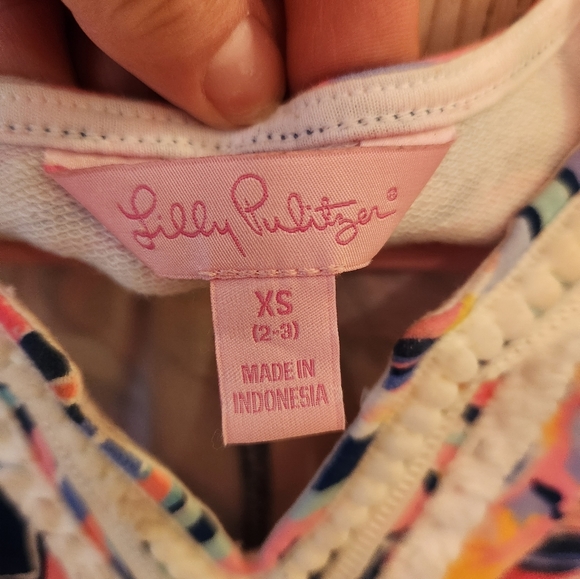 Lilly Pulitzer®
XS
(2-3)
MADE IN
INDONESIA